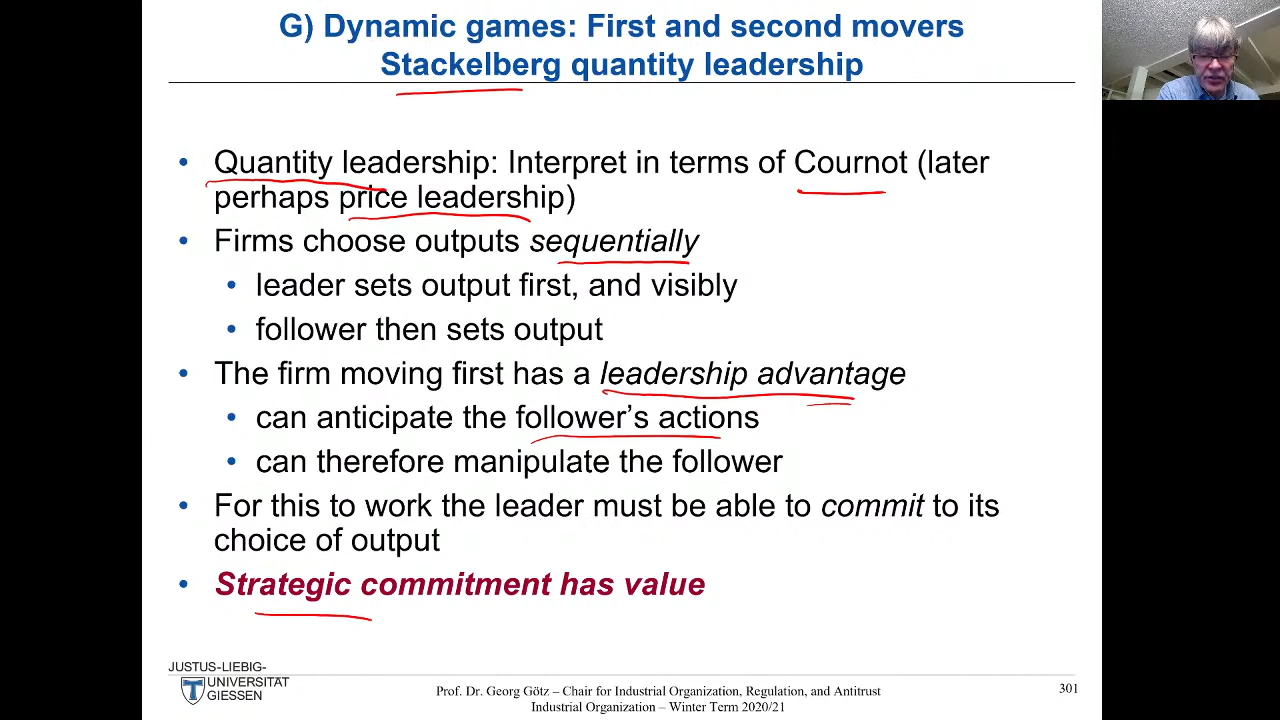 G) Dynamic games: First and second movers
Stackelberg quantity leadership
• Quantity leadership: Interpret in terms of Cournot (later
perhaps price leadership)
• Firms choose outputs sequentially
• leader sets output first, and visibly
• follower then sets output
• The firm moving first has a leadership advantage
• can anticipate the follower’s actions
• can therefore manipulate the follower
• For this to work the leader must be able to commit to its
choice of output
• Strategic commitment has value
JUSTUS-LIEBIG-
UNIVERSITÄT
GIESSEN
Prof. Dr. Georg Götz – Chair for Industrial Organization, Regulation, and Antitrust
Industrial Organization – Winter Term 2020/21
301